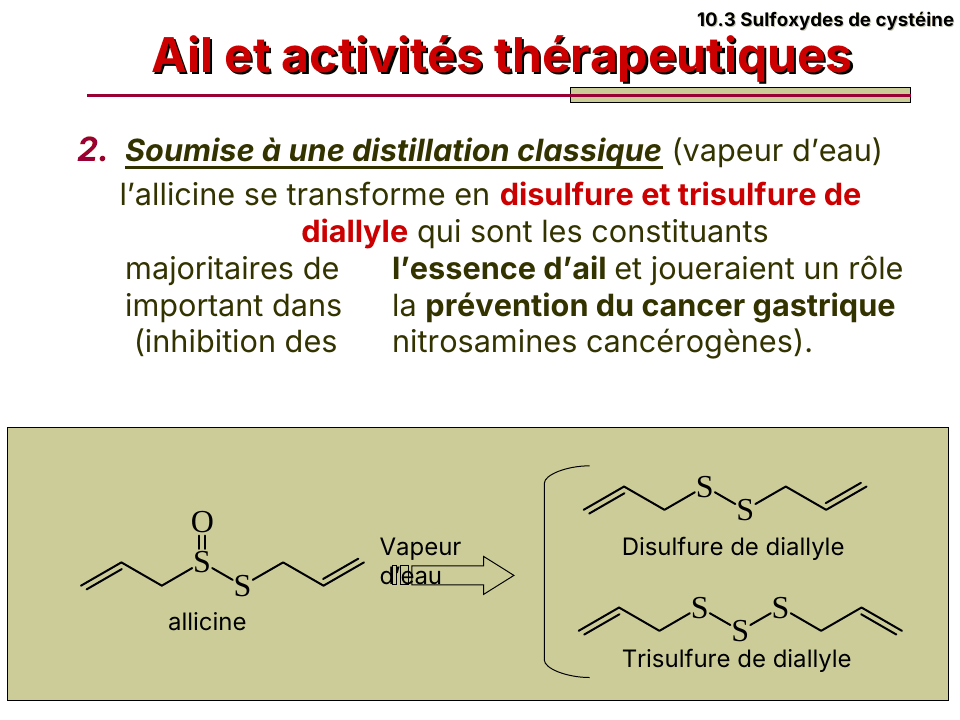 10.3 Sulfoxydes de cystéine
Ail et activités thérapeutiques
2. Soumise à une distillation classique (vapeur d’eau)
l’allicine se transforme en disulfure et trisulfure de
diallyle qui sont les constituants
majoritaires de l’essence d’ail et joueraient un rôle
important dans la prévention du cancer gastrique
(inhibition des nitrosamines cancérogènes).
O
S
S
allicine
Vapeur
d’eau
S
S
Disulfure de diallyle
S
S
S
Trisulfure de diallyle